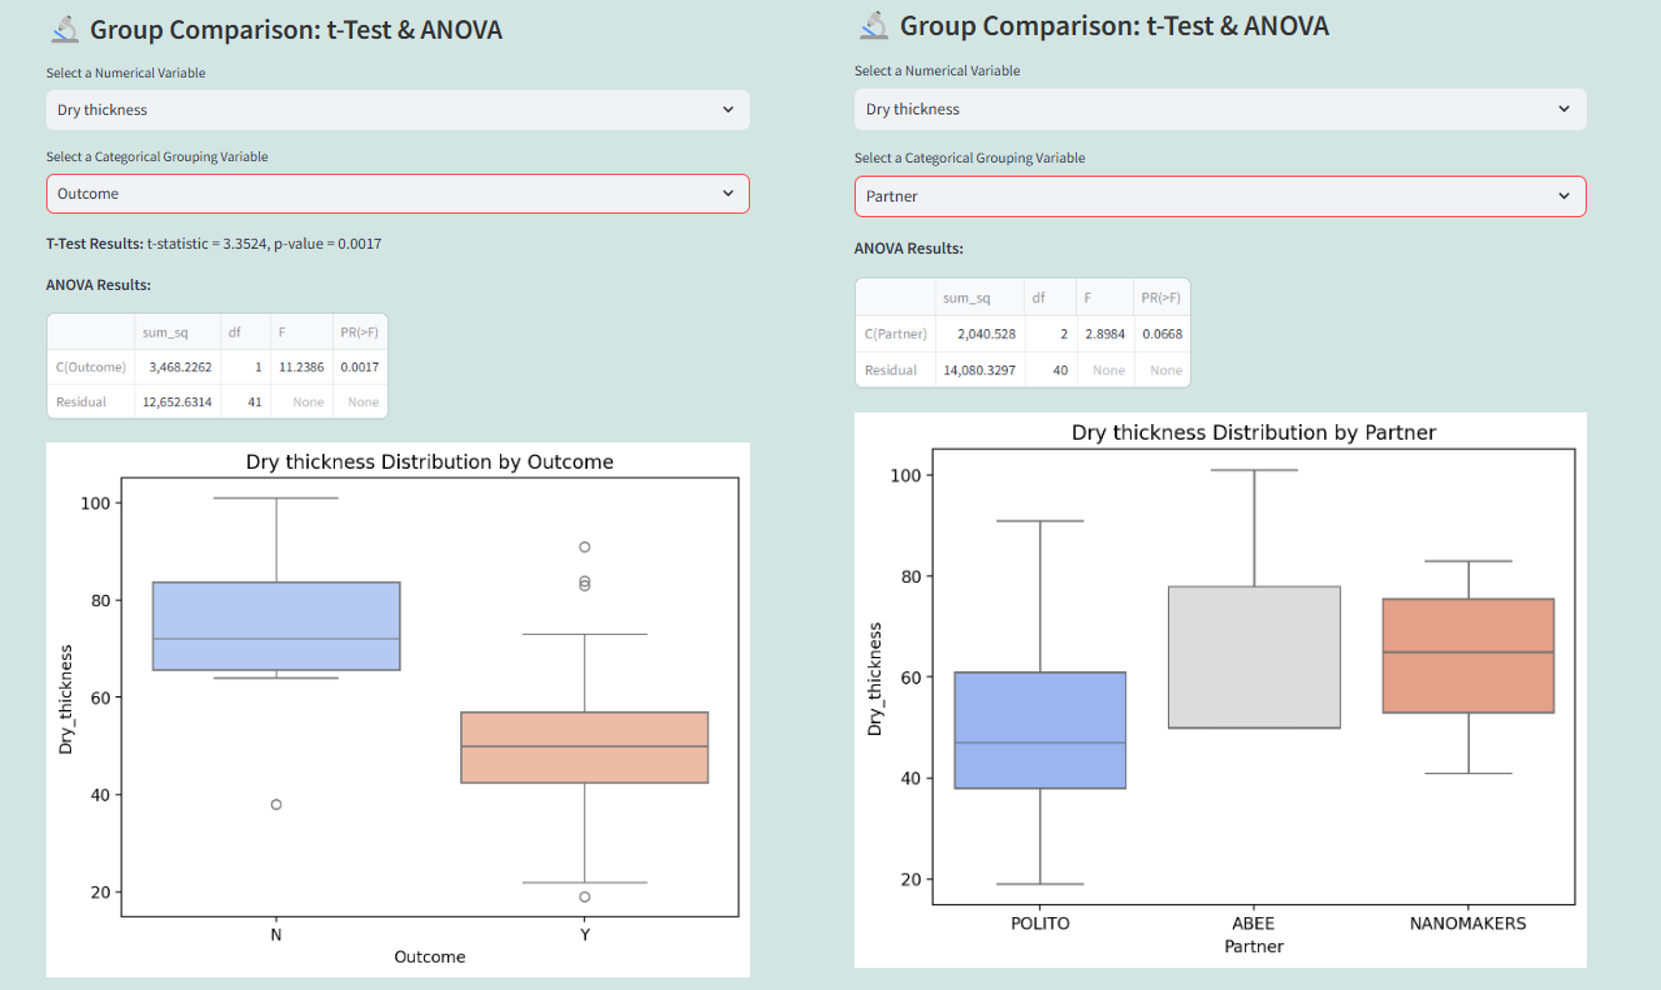 Group Comparison: t-Test & ANOVA
Select a Numerical Variable
Dry thickness
Select a Categorical Grouping Variable
Outcome
T-Test Results: t-statistic = 3.3524, p-value = 0.0017
ANOVA Results:
sum_sq df F PR(>F)
C(Outcome) 3,468.2262 1 11.2386 0.0017
Residual 12,652.6314 41 None None
Dry thickness Distribution by Outcome
100
80
60
40
20
Dry_thickness
N Y
Outcome
Group Comparison: t-Test & ANOVA
Select a Numerical Variable
Dry thickness
Select a Categorical Grouping Variable
Partner
ANOVA Results:
sum_sq df F PR(>F)
C(Partner) 2,040.528 2 2.8984 0.0668
Residual 14,080.3297 40 None None
Dry thickness Distribution by Partner
100
80
60
40
20
Dry_thickness
POLITO ABEE NANOMAKERS
Partner